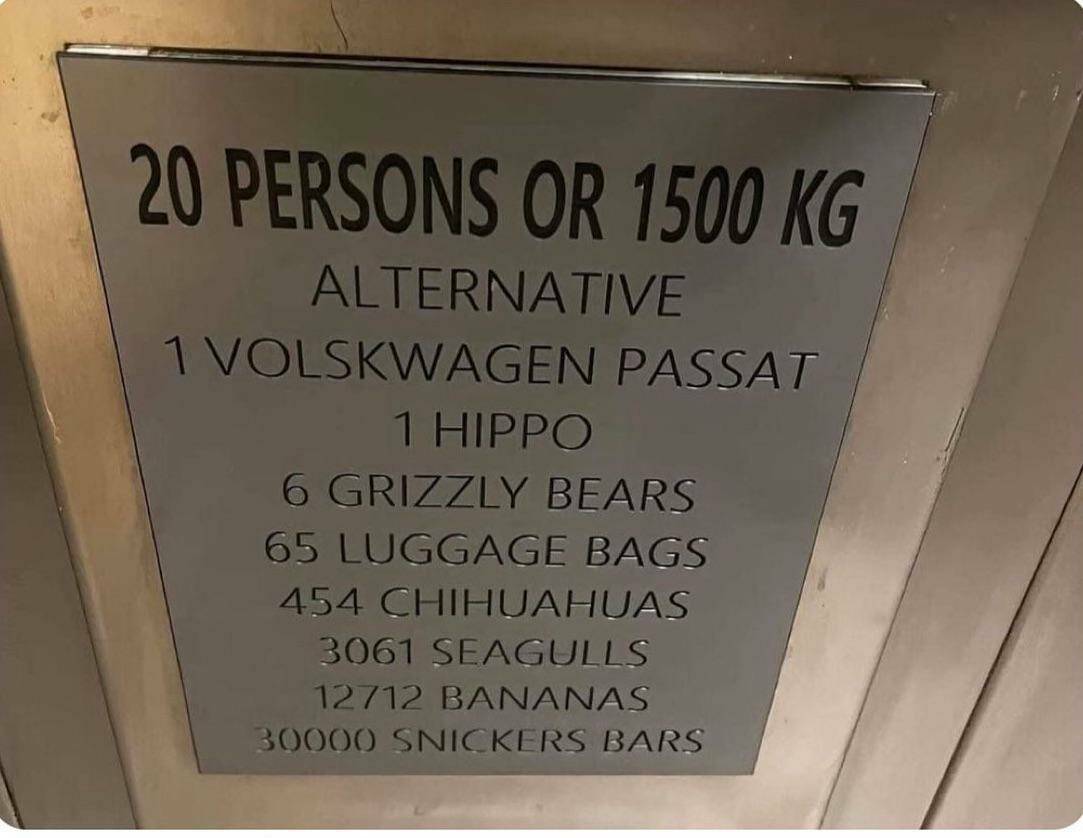 20 PERSONS OR 1500 KG
ALTERNATIVE
1 VOLSKWAGEN PASSAT
1 HIPPO
6 GRIZZLY BEARS
65 LUGGAGE BAGS
454 CHIHUAHUAS
3061 SEAGULLS
12712 BANANAS
30000 SNICKERS BARS